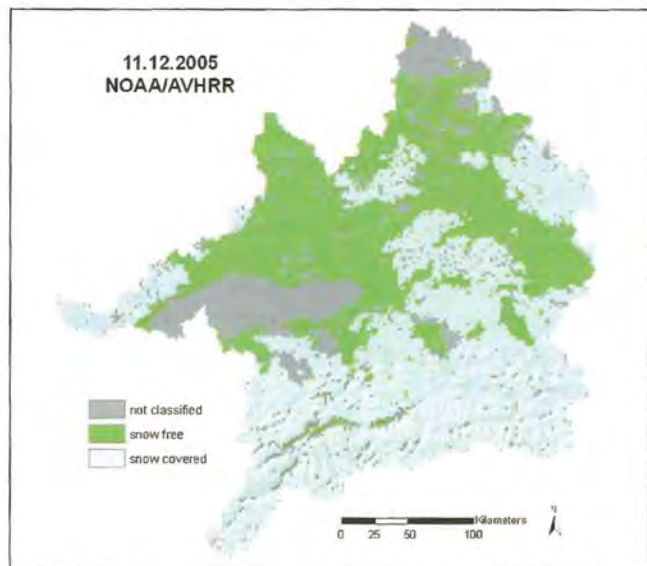 11.12.2005
NOAA/AVHRR
not classified
snow free
snow covered
Kilometers
0 25 50 100
N